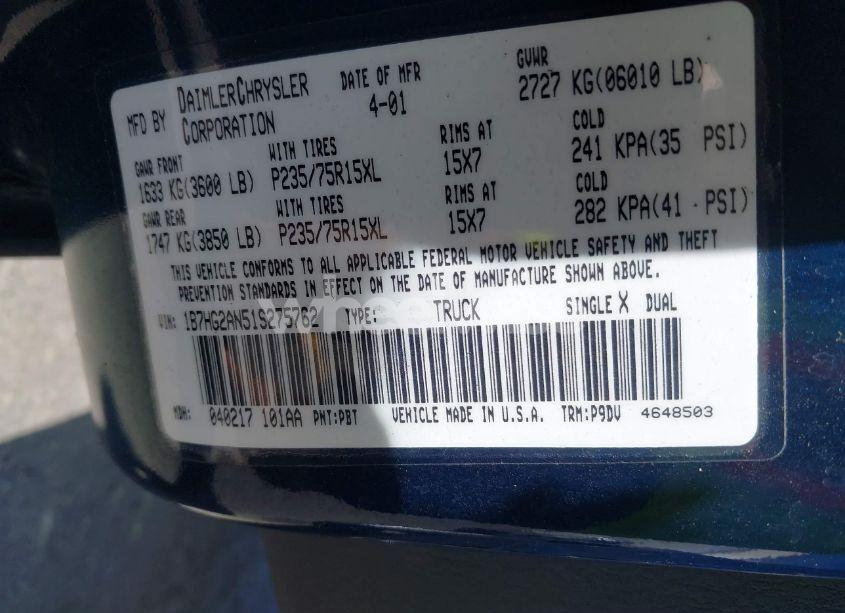 MFD BY DAIMLERCHRYSLER CORPORATION DATE OF MFR 4-01 GVWR 2727 KG(06010 LB)
GAWR FRONT WITH TIRES RIMS AT COLD
1633 KG(3600 LB) P235/75R15XL 15X7 241 KPA(35 PSI)
GAWR REAR WITH TIRES RIMS AT COLD
1747 KG(3850 LB) P235/75R15XL 15X7 282 KPA(41 PSI)
THIS VEHICLE CONFORMS TO ALL APPLICABLE FEDERAL MOTOR VEHICLE SAFETY AND THEFT
PREVENTION STANDARDS IN EFFECT ON THE DATE OF MANUFACTURE SHOWN ABOVE.
VIN: 1B7HG2AN51S275762 TYPE: TRUCK SINGLE X DUAL
MDH: 040217 101AA PNT:PBT VEHICLE MADE IN U.S.A. TRM:P9DV 4648503